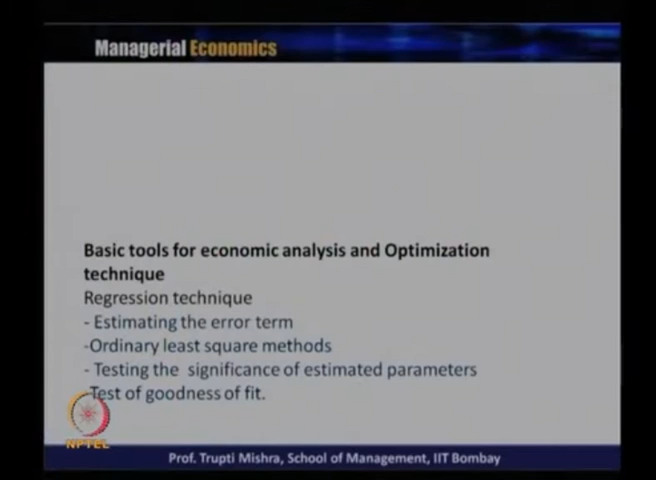 Managerial Economics
Basic tools for economic analysis and Optimization
technique
Regression technique
- Estimating the error term
-Ordinary least square methods
- Testing the significance of estimated parameters
-Test of goodness of fit.
NPTEL
Prof. Trupti Mishra, School of Management, IIT Bombay